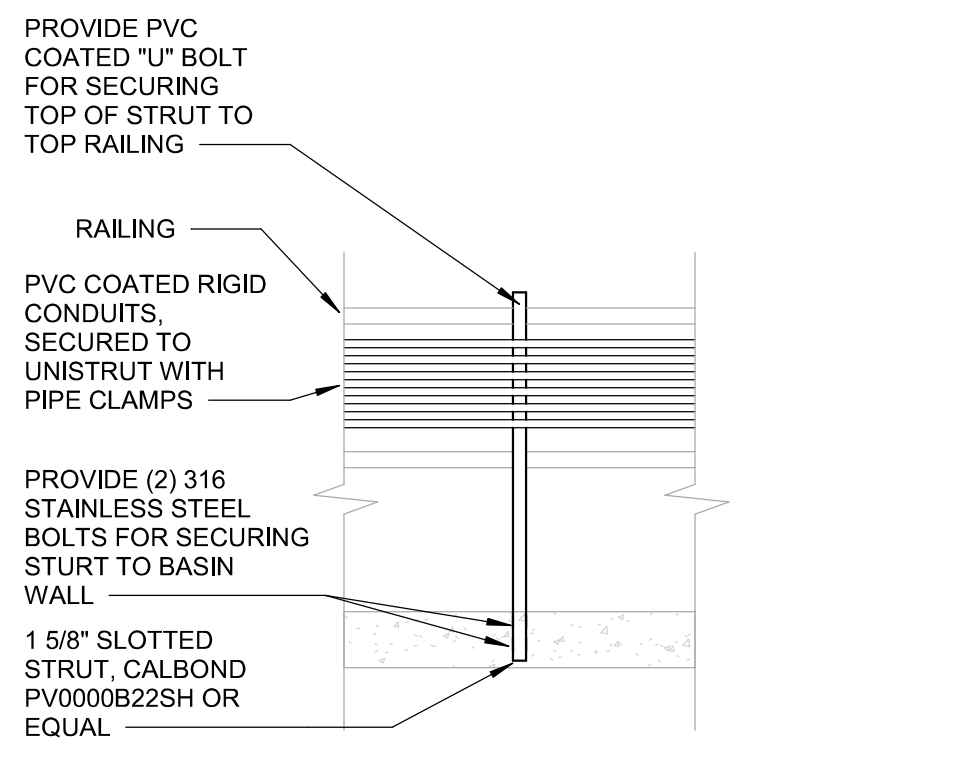 PROVIDE PVC
COATED "U" BOLT
FOR SECURING
TOP OF STRUT TO
TOP RAILING
RAILING
PVC COATED RIGID
CONDUITS,
SECURED TO
UNISTRUT WITH
PIPE CLAMPS
PROVIDE (2) 316
STAINLESS STEEL
BOLTS FOR SECURING
STURT TO BASIN
WALL
1 5/8" SLOTTED
STRUT, CALBOND
PV0000B22SH OR
EQUAL